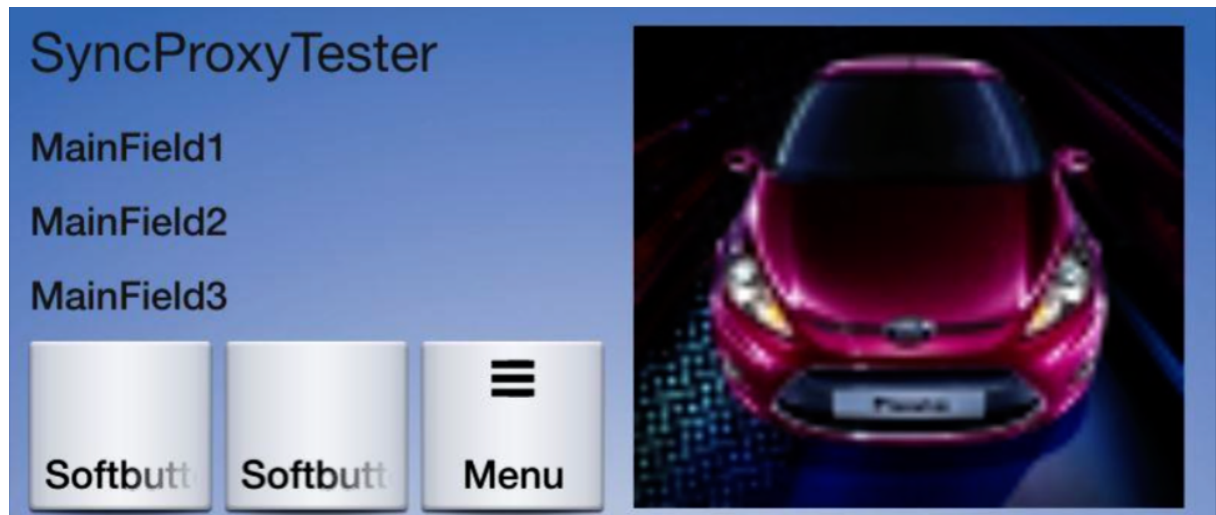 SyncProxyTester
MainField1
MainField2
MainField3
Softbutt
Softbutt
Menu